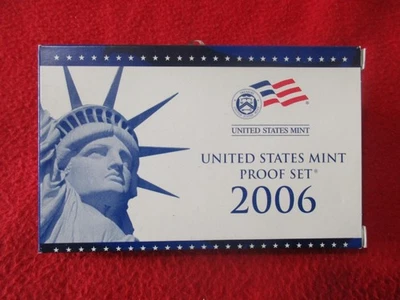 UNITED STATES MINT
UNITED STATES MINT
PROOF SET®
2006